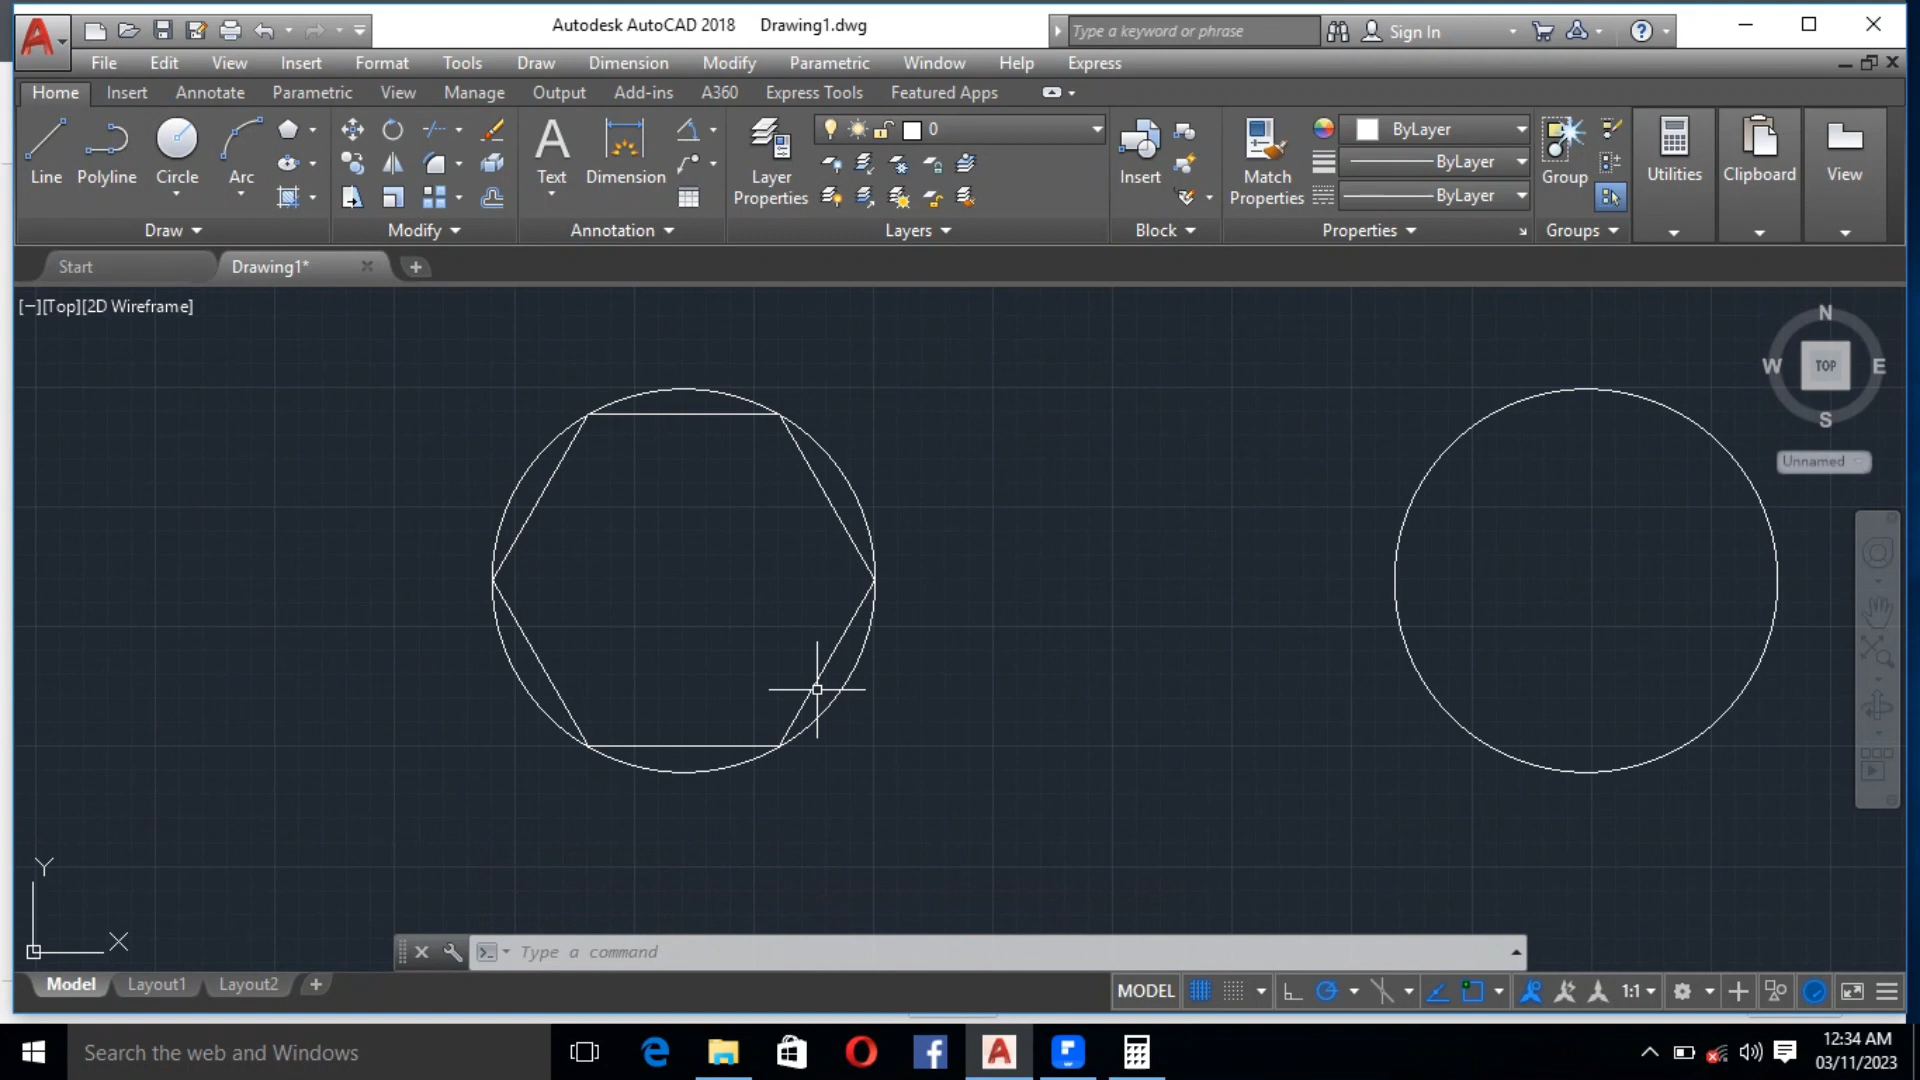 Autodesk AutoCAD 2018 Drawing1.dwg
Type a keyword or phrase
Sign In
File Edit View Insert Format Tools Draw Dimension Modify Parametric Window Help Express
Home Insert Annotate Parametric View Manage Output Add-ins A360 Express Tools Featured Apps
Line Polyline Circle Arc
Text Dimension
Layer Properties
0
Insert
Match Properties
ByLayer
ByLayer
ByLayer
Group
Utilities
Clipboard
View
Draw Modify Annotation Layers Block Properties Groups
Start Drawing1*
[−][Top][2D Wireframe]
N
W TOP E
S
Unnamed
Y
X
Type a command
Model Layout1 Layout2
MODEL 1:1
Search the web and Windows
12:34 AM
03/11/2023